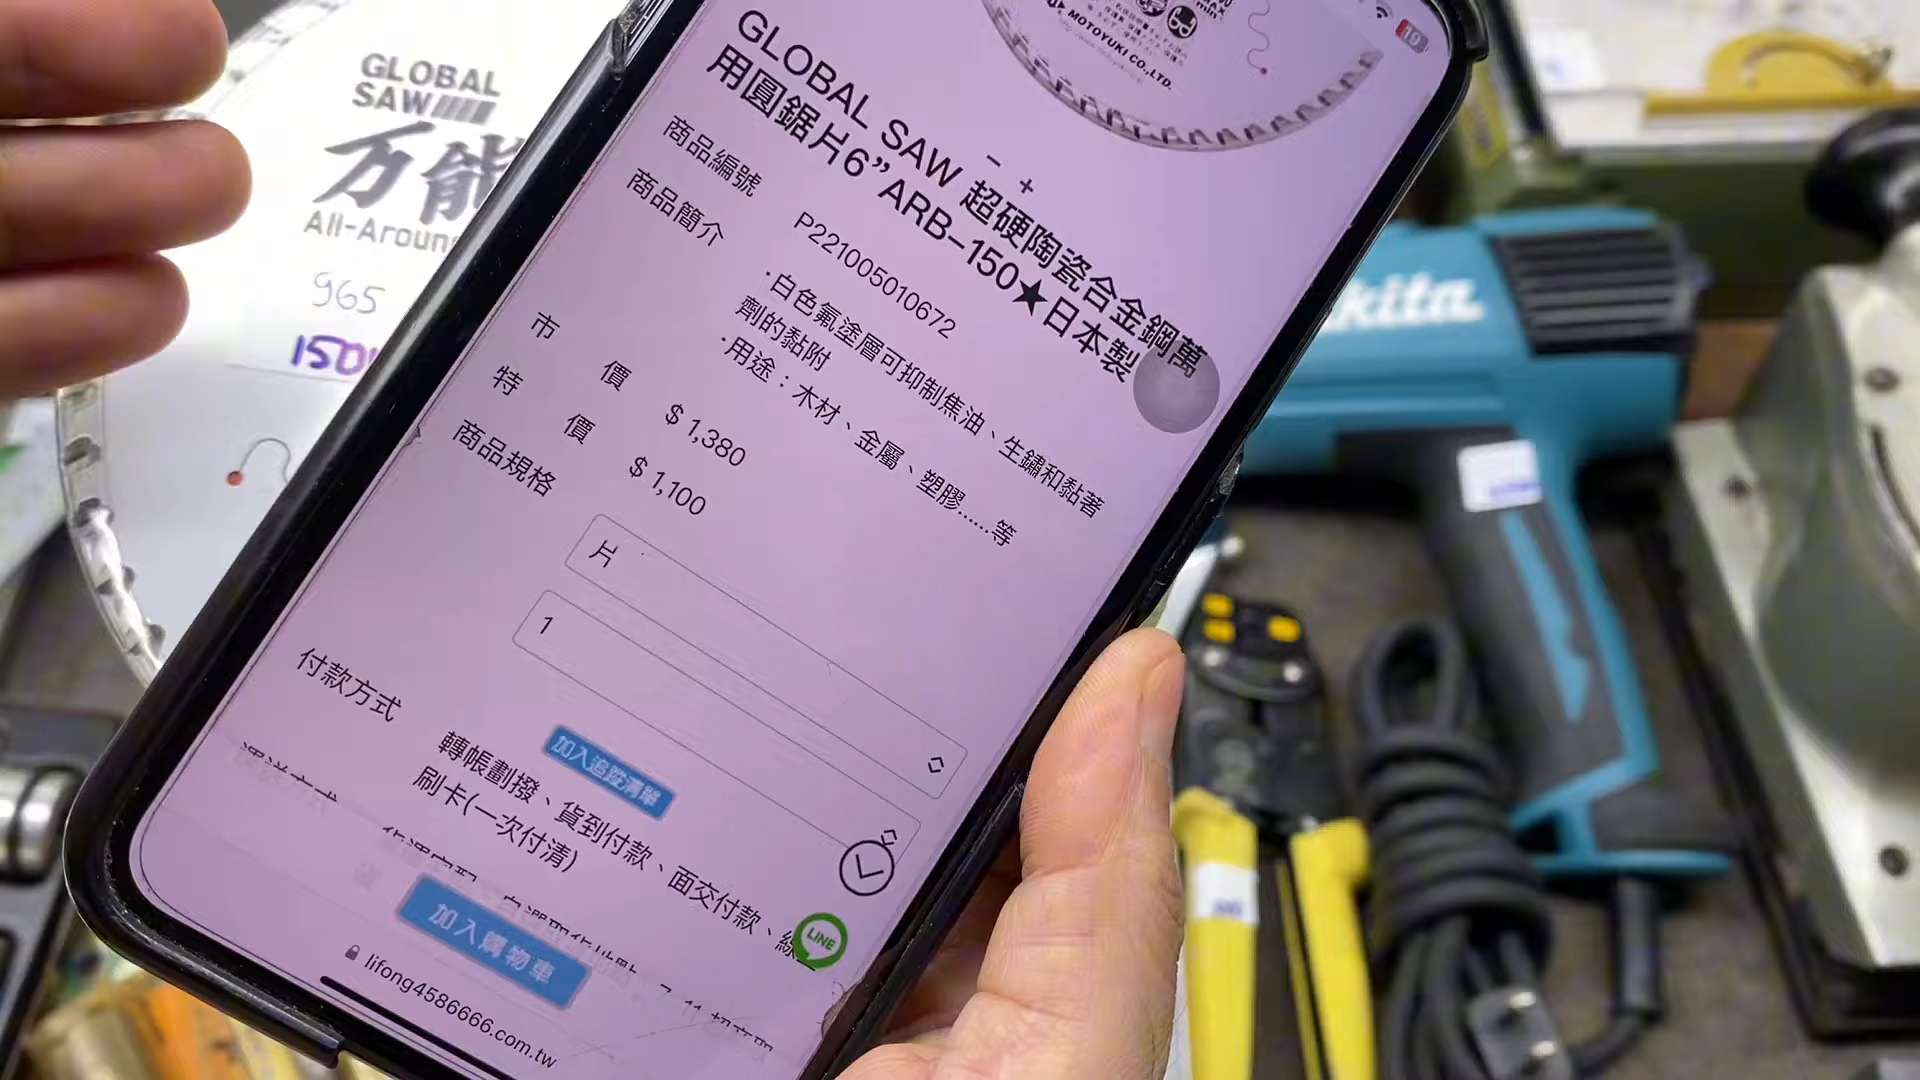 GLOBAL
SAW
万能
All-Aroun
965
150
19
MAX
min.
MOTOYUKI CO.,LTD.
GLOBAL SAW 超硬陶瓷合金鋼萬
用圓鋸片6”ARB-150★日本製
商品編號
P221005010672
商品簡介
·白色氟塗層可抑制焦油、生鏽和黏著
劑的黏附
·用途：木材、金屬、塑膠......等
市 價
$ 1,380
特 價
$ 1,100
商品規格
片
1
加入追蹤清單
付款方式
轉帳劃撥、貨到付款、面交付款、線上
刷卡(一次付清)
加入購物車
LINE
lifong4586666.com.tw
kita